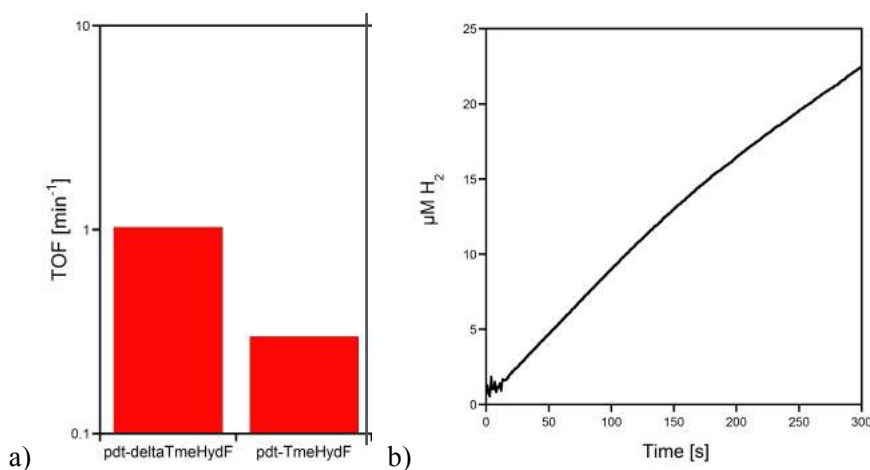 10
1
0.1
TOF [min⁻¹]
pdt-deltaTmeHydF
pdt-TmeHydF
a)
25
20
15
10
5
0
µM H₂
0 50 100 150 200 250 300
Time [s]
b)